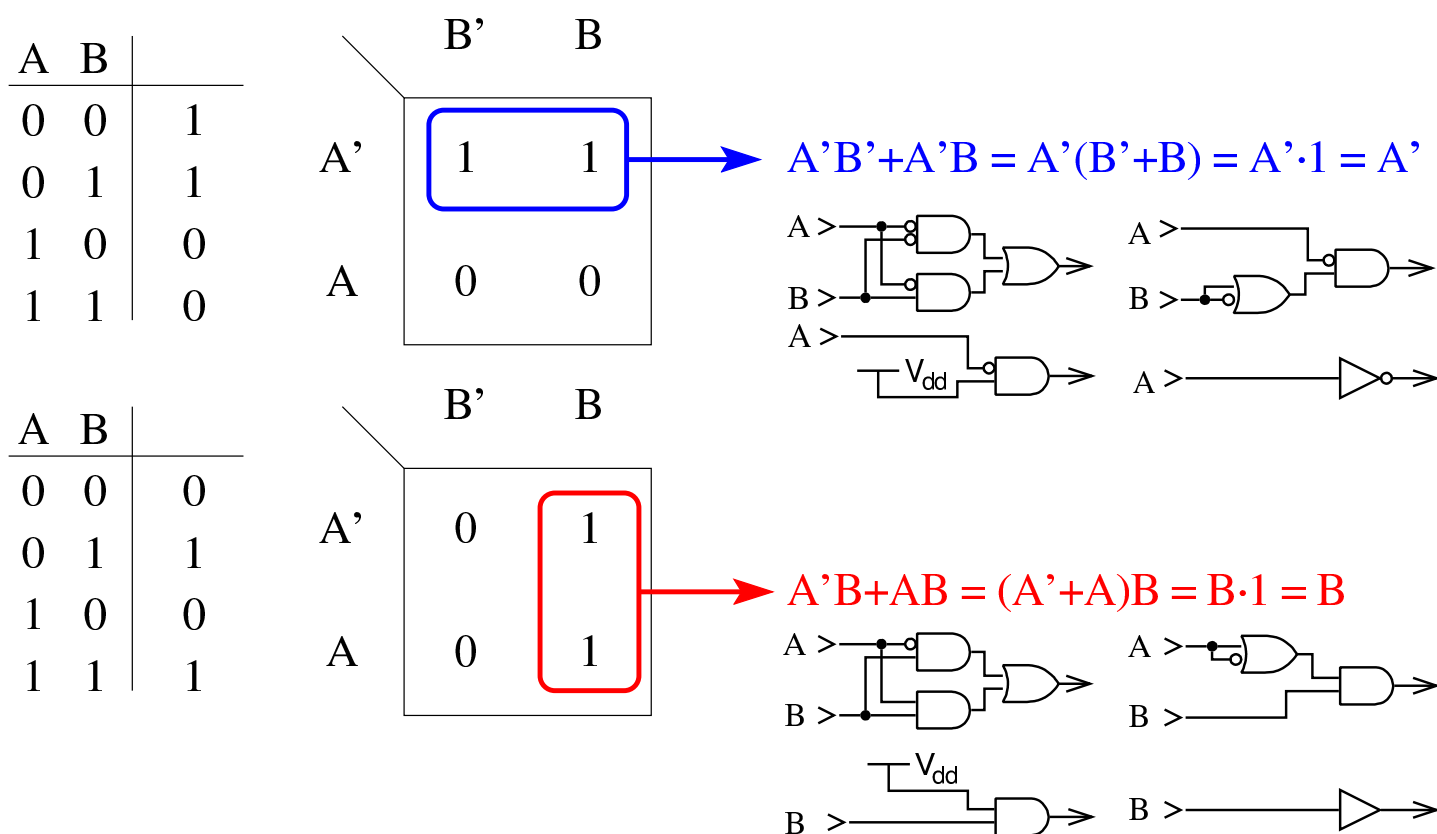 A B
0 0 1
0 1 1
1 0 0
1 1 0
B’ B
A’ 1 1
A 0 0
A’B’+A’B = A’(B’+B) = A’·1 = A’
A
B
A
B
A
Vdd
A
A B
0 0 0
0 1 1
1 0 0
1 1 1
B’ B
A’ 0 1
A 0 1
A’B+AB = (A’+A)B = B·1 = B
A
B
A
B
Vdd
B
B